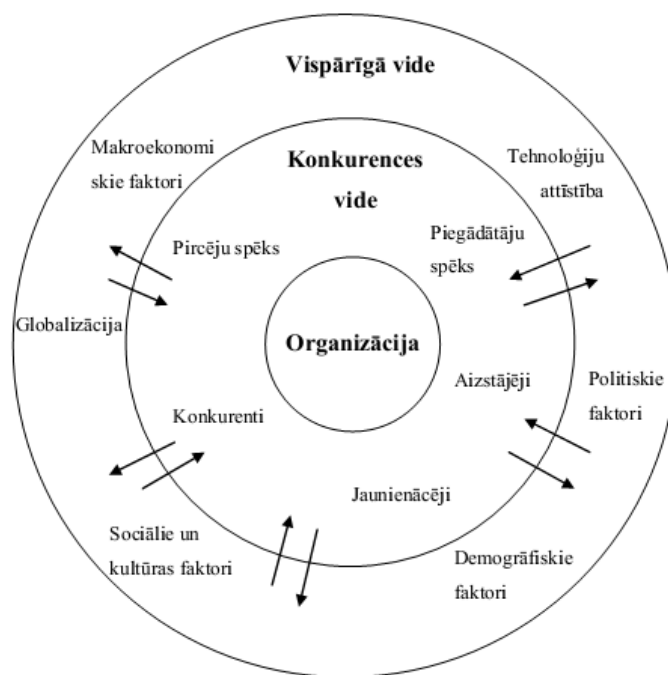 Vispārīgā vide
Makroekonomi
skie faktori
Konkurences
vide
Tehnoloģiju
attīstība
Pircēju spēks
Piegādātāju
spēks
Globalizācija
Organizācija
Aizstājēji
Politiskie
faktori
Konkurenti
Jaunienācēji
Sociālie un
kultūras faktori
Demogrāfiskie
faktori